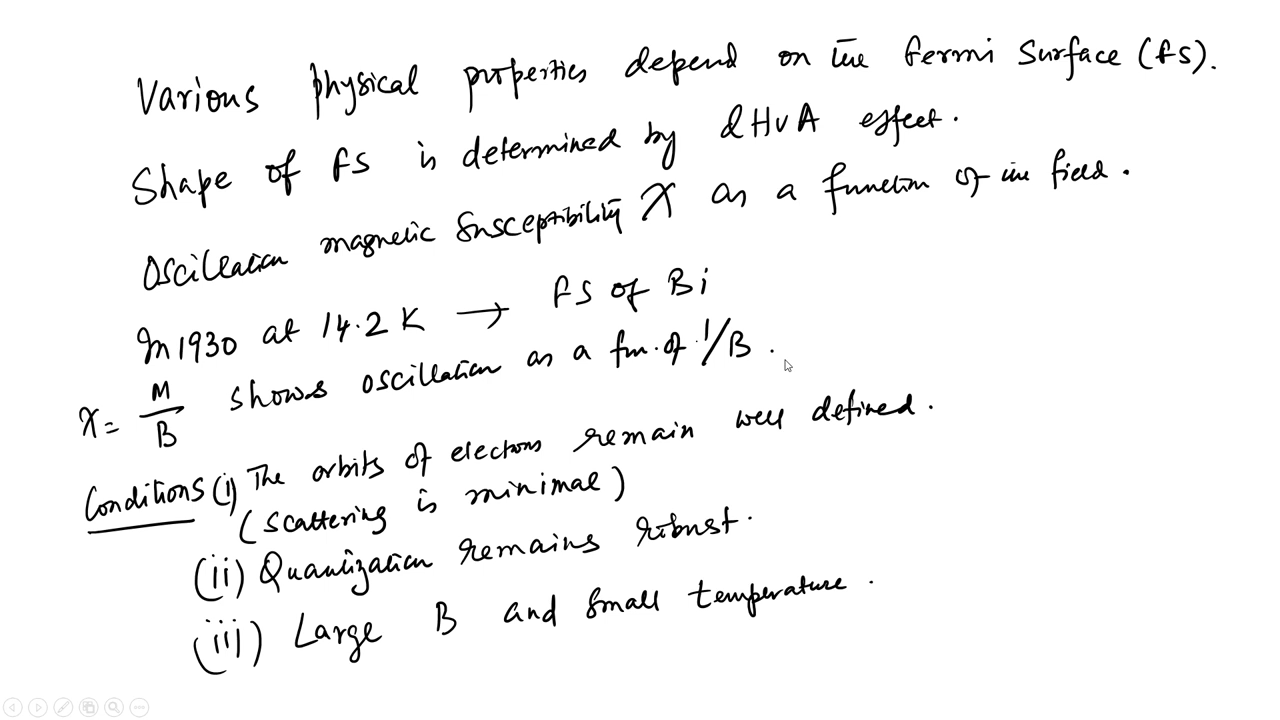 Various physical properties depend on the Fermi Surface (FS).
Shape of FS is determined by dHvA effect.
Oscillation magnetic Susceptibility χ as a function of the field.
In 1930 at 14.2 K → FS of Bi
χ = M/B shows oscillation as a fn. of 1/B.
Conditions (i) The orbits of electrons remain well defined.
(scattering is minimal)
(ii) Quantization remains robust.
(iii) Large B and small temperature.